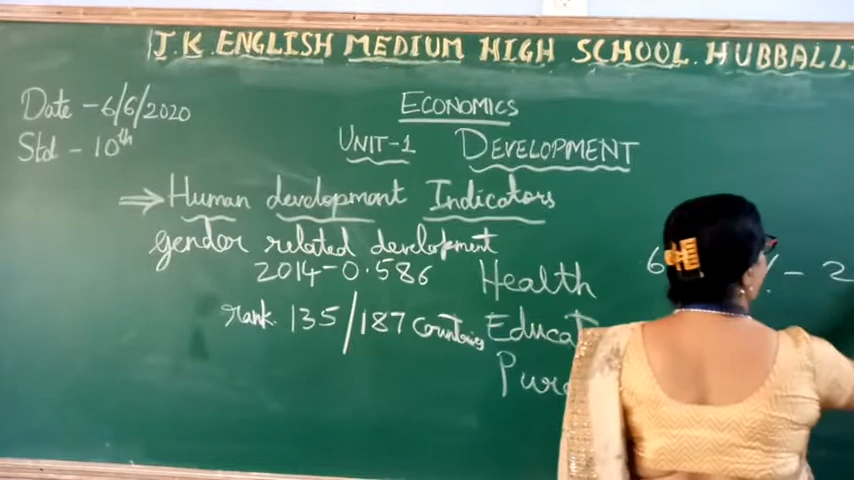 J.K ENGLISH MEDIUM HIGH SCHOOL, HUBBALLI
Date - 6/6/2020
Std - 10th
ECONOMICS
UNIT-1 DEVELOPMENT
⇒ Human development Indicators
gender related development
2014 - 0.586
rank 135/187 countries
Health